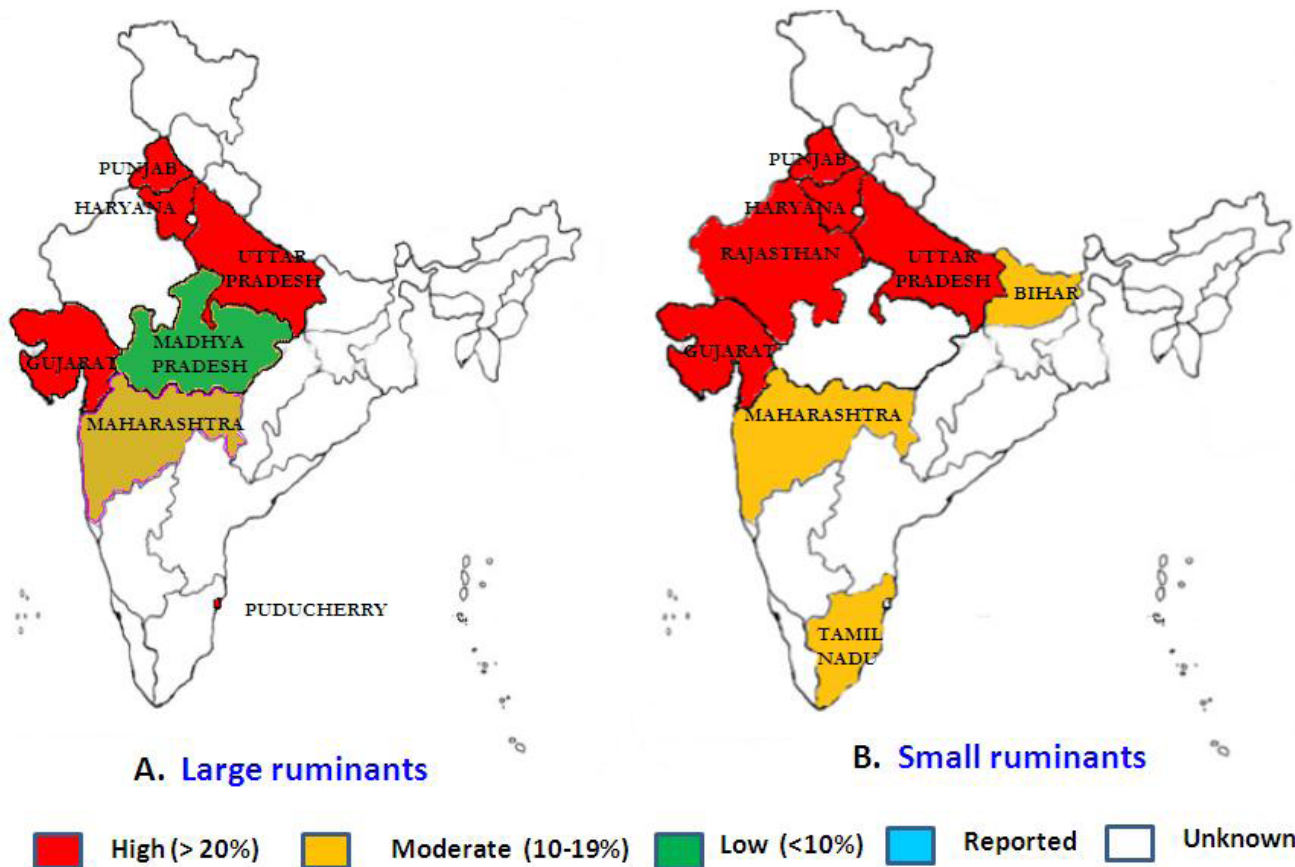 PUNJAB
HARYANA
UTTAR
PRADESH
MADHYA
PRADESH
GUJARAT
MAHARASHTRA
PUDUCHERRY
A. Large ruminants
PUNJAB
HARYANA
RAJASTHAN
UTTAR
PRADESH
BIHAR
GUJARAT
MAHARASHTRA
TAMIL
NADU
B. Small ruminants
High (> 20%)
Moderate (10-19%)
Low (<10%)
Reported
Unknown